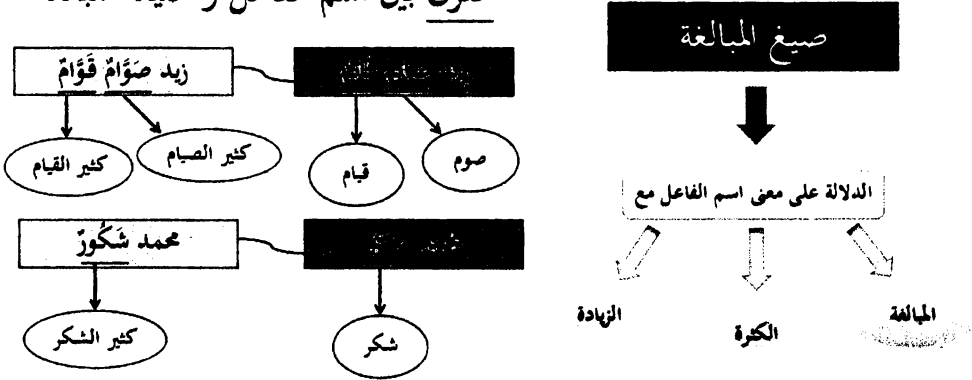 صيغ المبالغة
الدلالة على معنى اسم الفاعل مع
المبالغة
الكثرة
الزيادة
زيد صَوَّامٌ قَوَّامٌ
صوم
قيام
كثير الصيام
كثير القيام
محمد شَكُورٌ
شكر
كثير الشكر